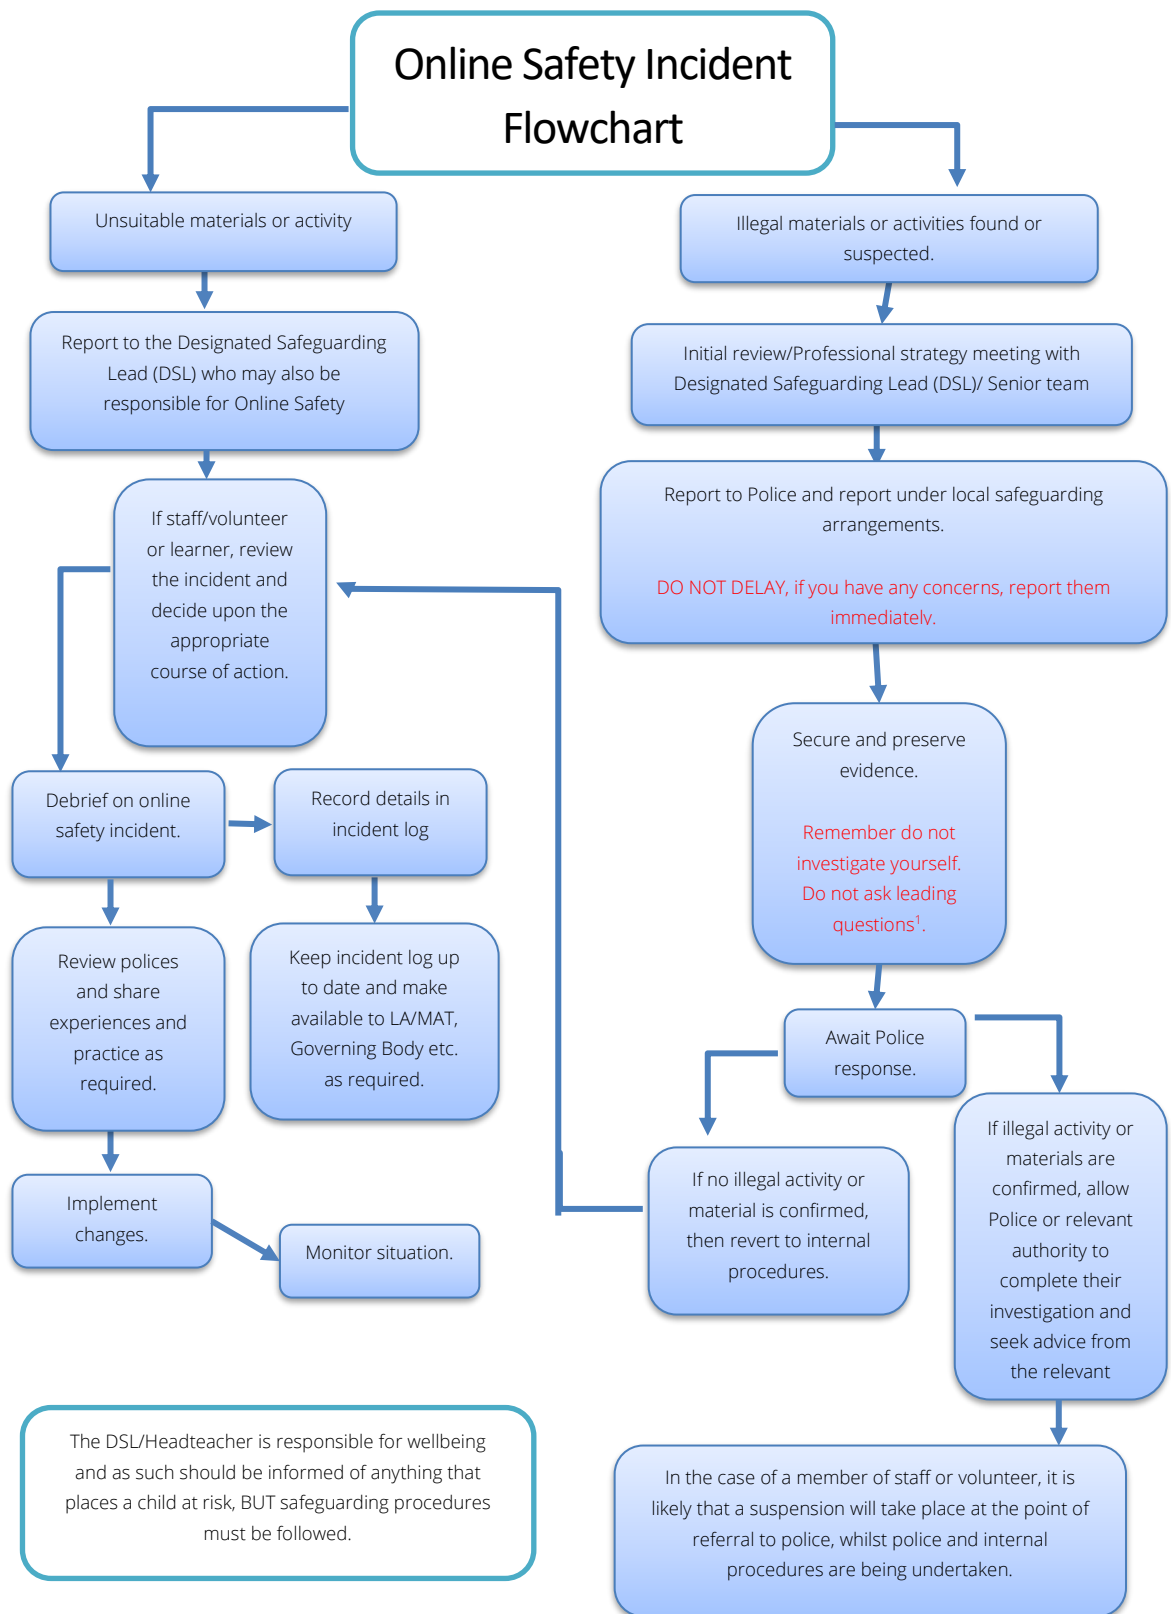 Online Safety Incident
Flowchart
Unsuitable materials or activity
Report to the Designated Safeguarding
Lead (DSL) who may also be
responsible for Online Safety
If staff/volunteer
or learner, review
the incident and
decide upon the
appropriate
course of action.
Debrief on online
safety incident.
Record details in
incident log
Review polices
and share
experiences and
practice as
required.
Keep incident log up
to date and make
available to LA/MAT,
Governing Body etc.
as required.
Implement
changes.
Monitor situation.
Illegal materials or activities found or
suspected.
Initial review/Professional strategy meeting with
Designated Safeguarding Lead (DSL)/ Senior team
Report to Police and report under local safeguarding
arrangements.
DO NOT DELAY, if you have any concerns, report them
immediately.
Secure and preserve
evidence.
Remember do not
investigate yourself.
Do not ask leading
questions¹.
Await Police
response.
If no illegal activity or
material is confirmed,
then revert to internal
procedures.
If illegal activity or
materials are
confirmed, allow
Police or relevant
authority to
complete their
investigation and
seek advice from
the relevant
In the case of a member of staff or volunteer, it is
likely that a suspension will take place at the point of
referral to police, whilst police and internal
procedures are being undertaken.
The DSL/Headteacher is responsible for wellbeing
and as such should be informed of anything that
places a child at risk, BUT safeguarding procedures
must be followed.